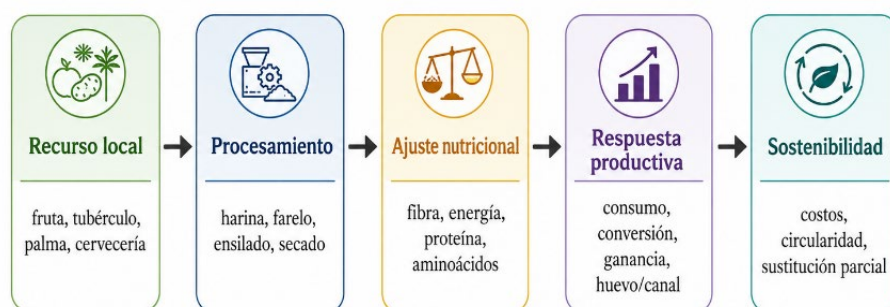 Recurso local
fruta, tubérculo,
palma, cervecería
Procesamiento
harina, farelo,
ensilado, secado
Ajuste nutricional
fibra, energía,
proteína,
aminoácidos
Respuesta
productiva
consumo,
conversión,
ganancia,
huevo/canal
Sostenibilidad
costos,
circularidad,
sustitución parcial